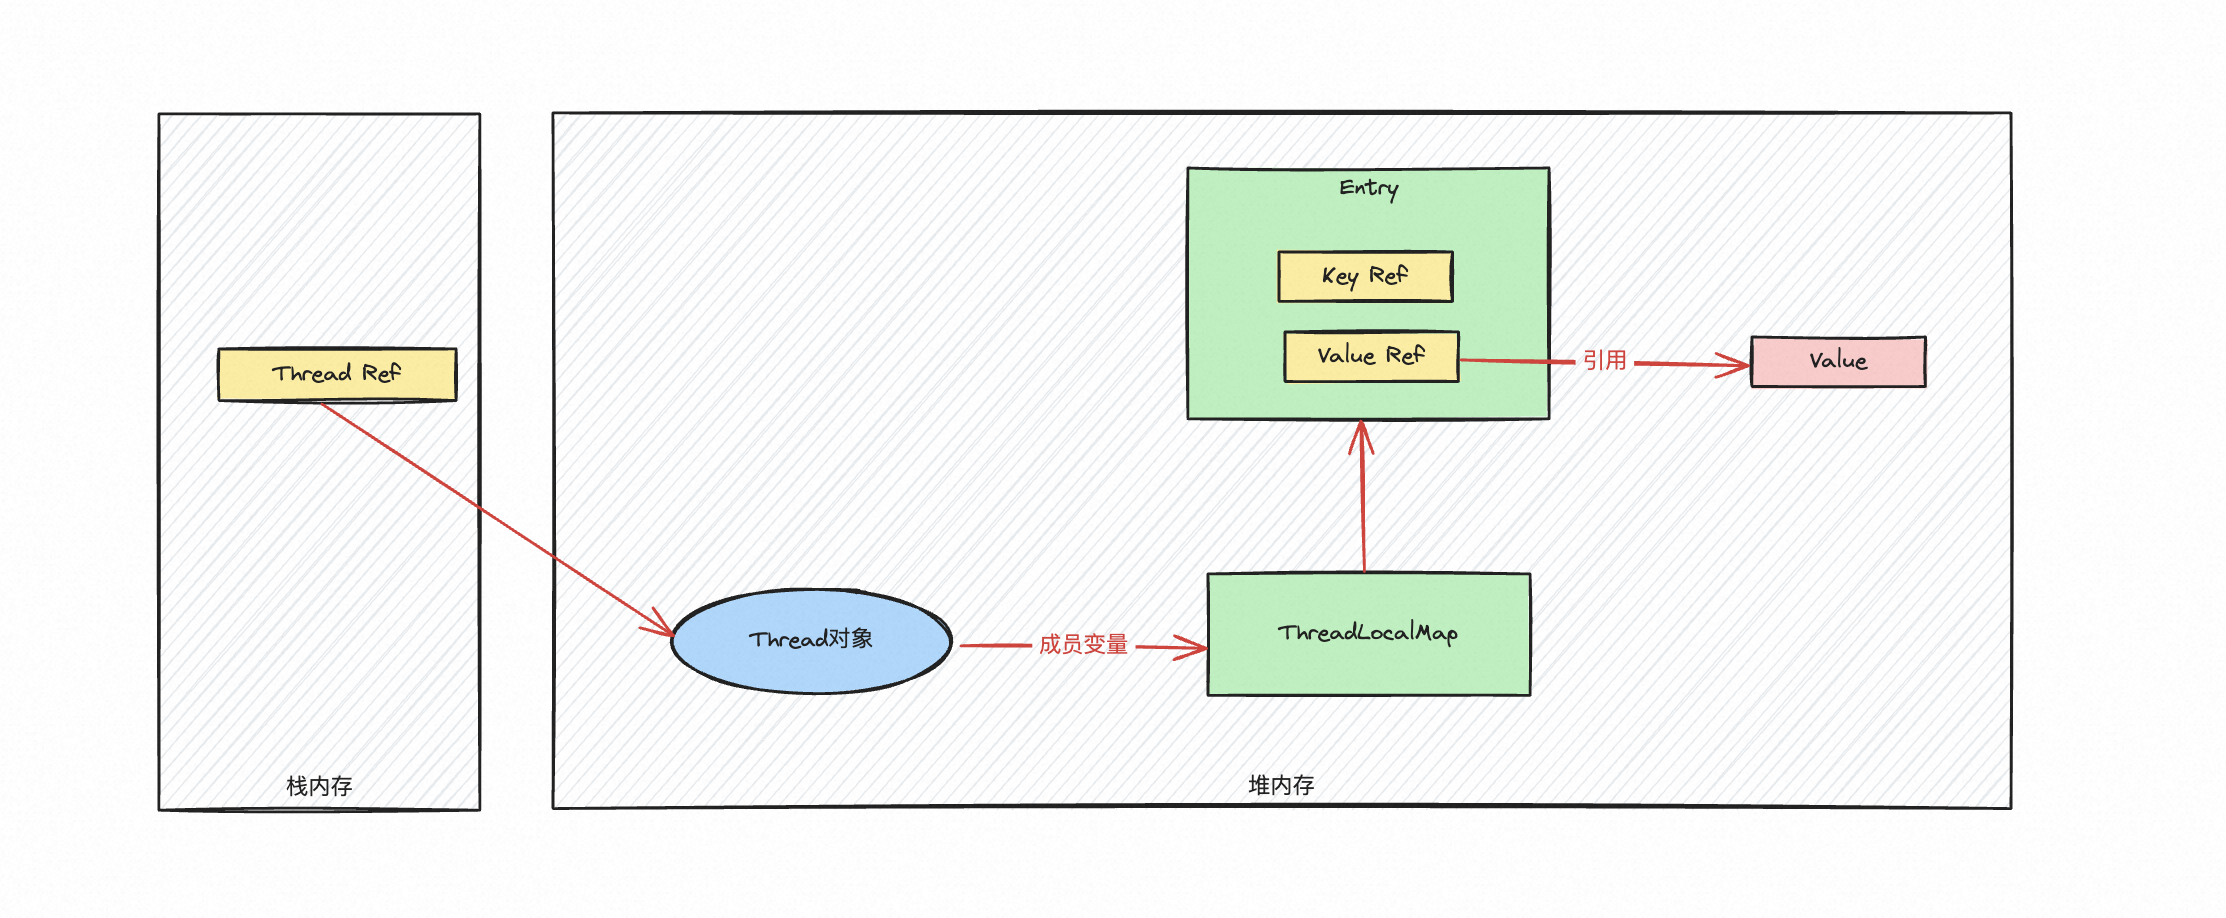 Entry
Key Ref
Value Ref
引用
Value
Thread Ref
Thread对象
成员变量
ThreadLocalMap
栈内存
堆内存